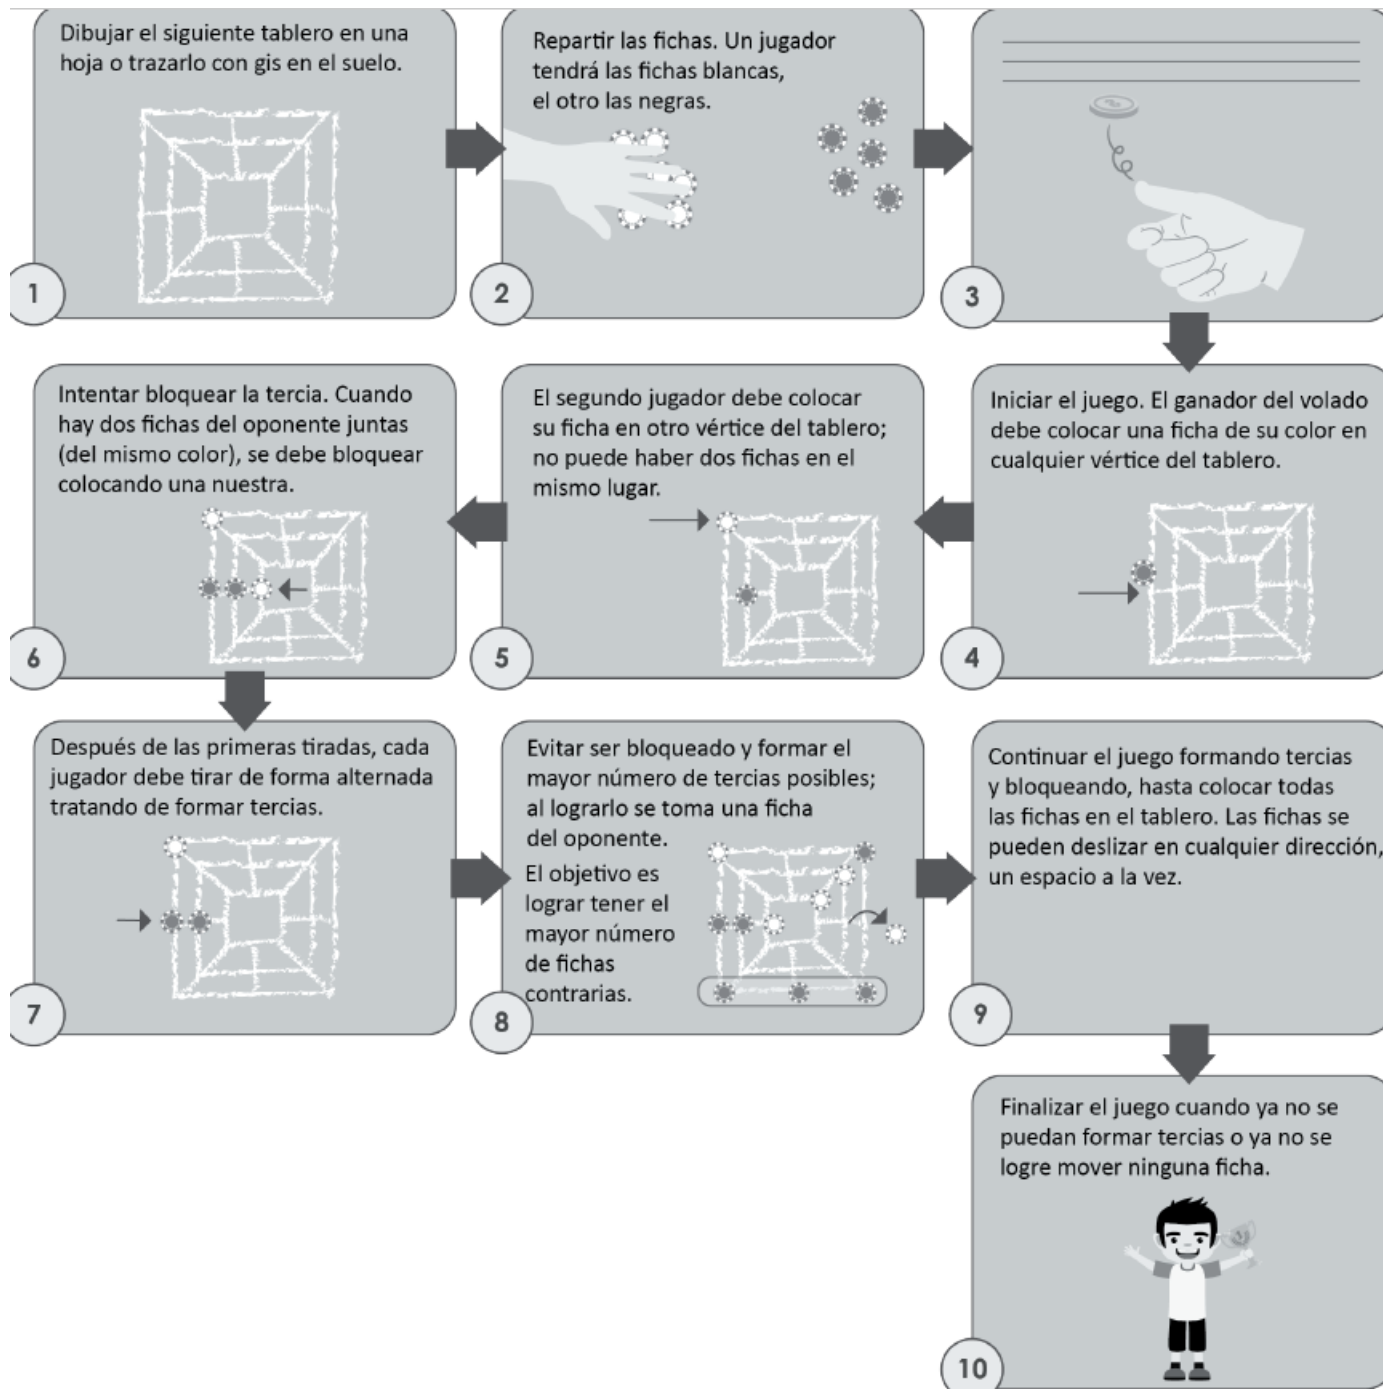 Dibujar el siguiente tablero en una
hoja o trazarlo con gis en el suelo.
1
Repartir las fichas. Un jugador
tendrá las fichas blancas,
el otro las negras.
2
3
Iniciar el juego. El ganador del volado
debe colocar una ficha de su color en
cualquier vértice del tablero.
4
El segundo jugador debe colocar
su ficha en otro vértice del tablero;
no puede haber dos fichas en el
mismo lugar.
5
Intentar bloquear la tercia. Cuando
hay dos fichas del oponente juntas
(del mismo color), se debe bloquear
colocando una nuestra.
6
Después de las primeras tiradas, cada
jugador debe tirar de forma alternada
tratando de formar tercias.
7
Evitar ser bloqueado y formar el
mayor número de tercias posibles;
al lograrlo se toma una ficha
del oponente.
El objetivo es
lograr tener el
mayor número
de fichas
contrarias.
8
Continuar el juego formando tercias
y bloqueando, hasta colocar todas
las fichas en el tablero. Las fichas se
pueden deslizar en cualquier dirección,
un espacio a la vez.
9
Finalizar el juego cuando ya no se
puedan formar tercias o ya no se
logre mover ninguna ficha.
10